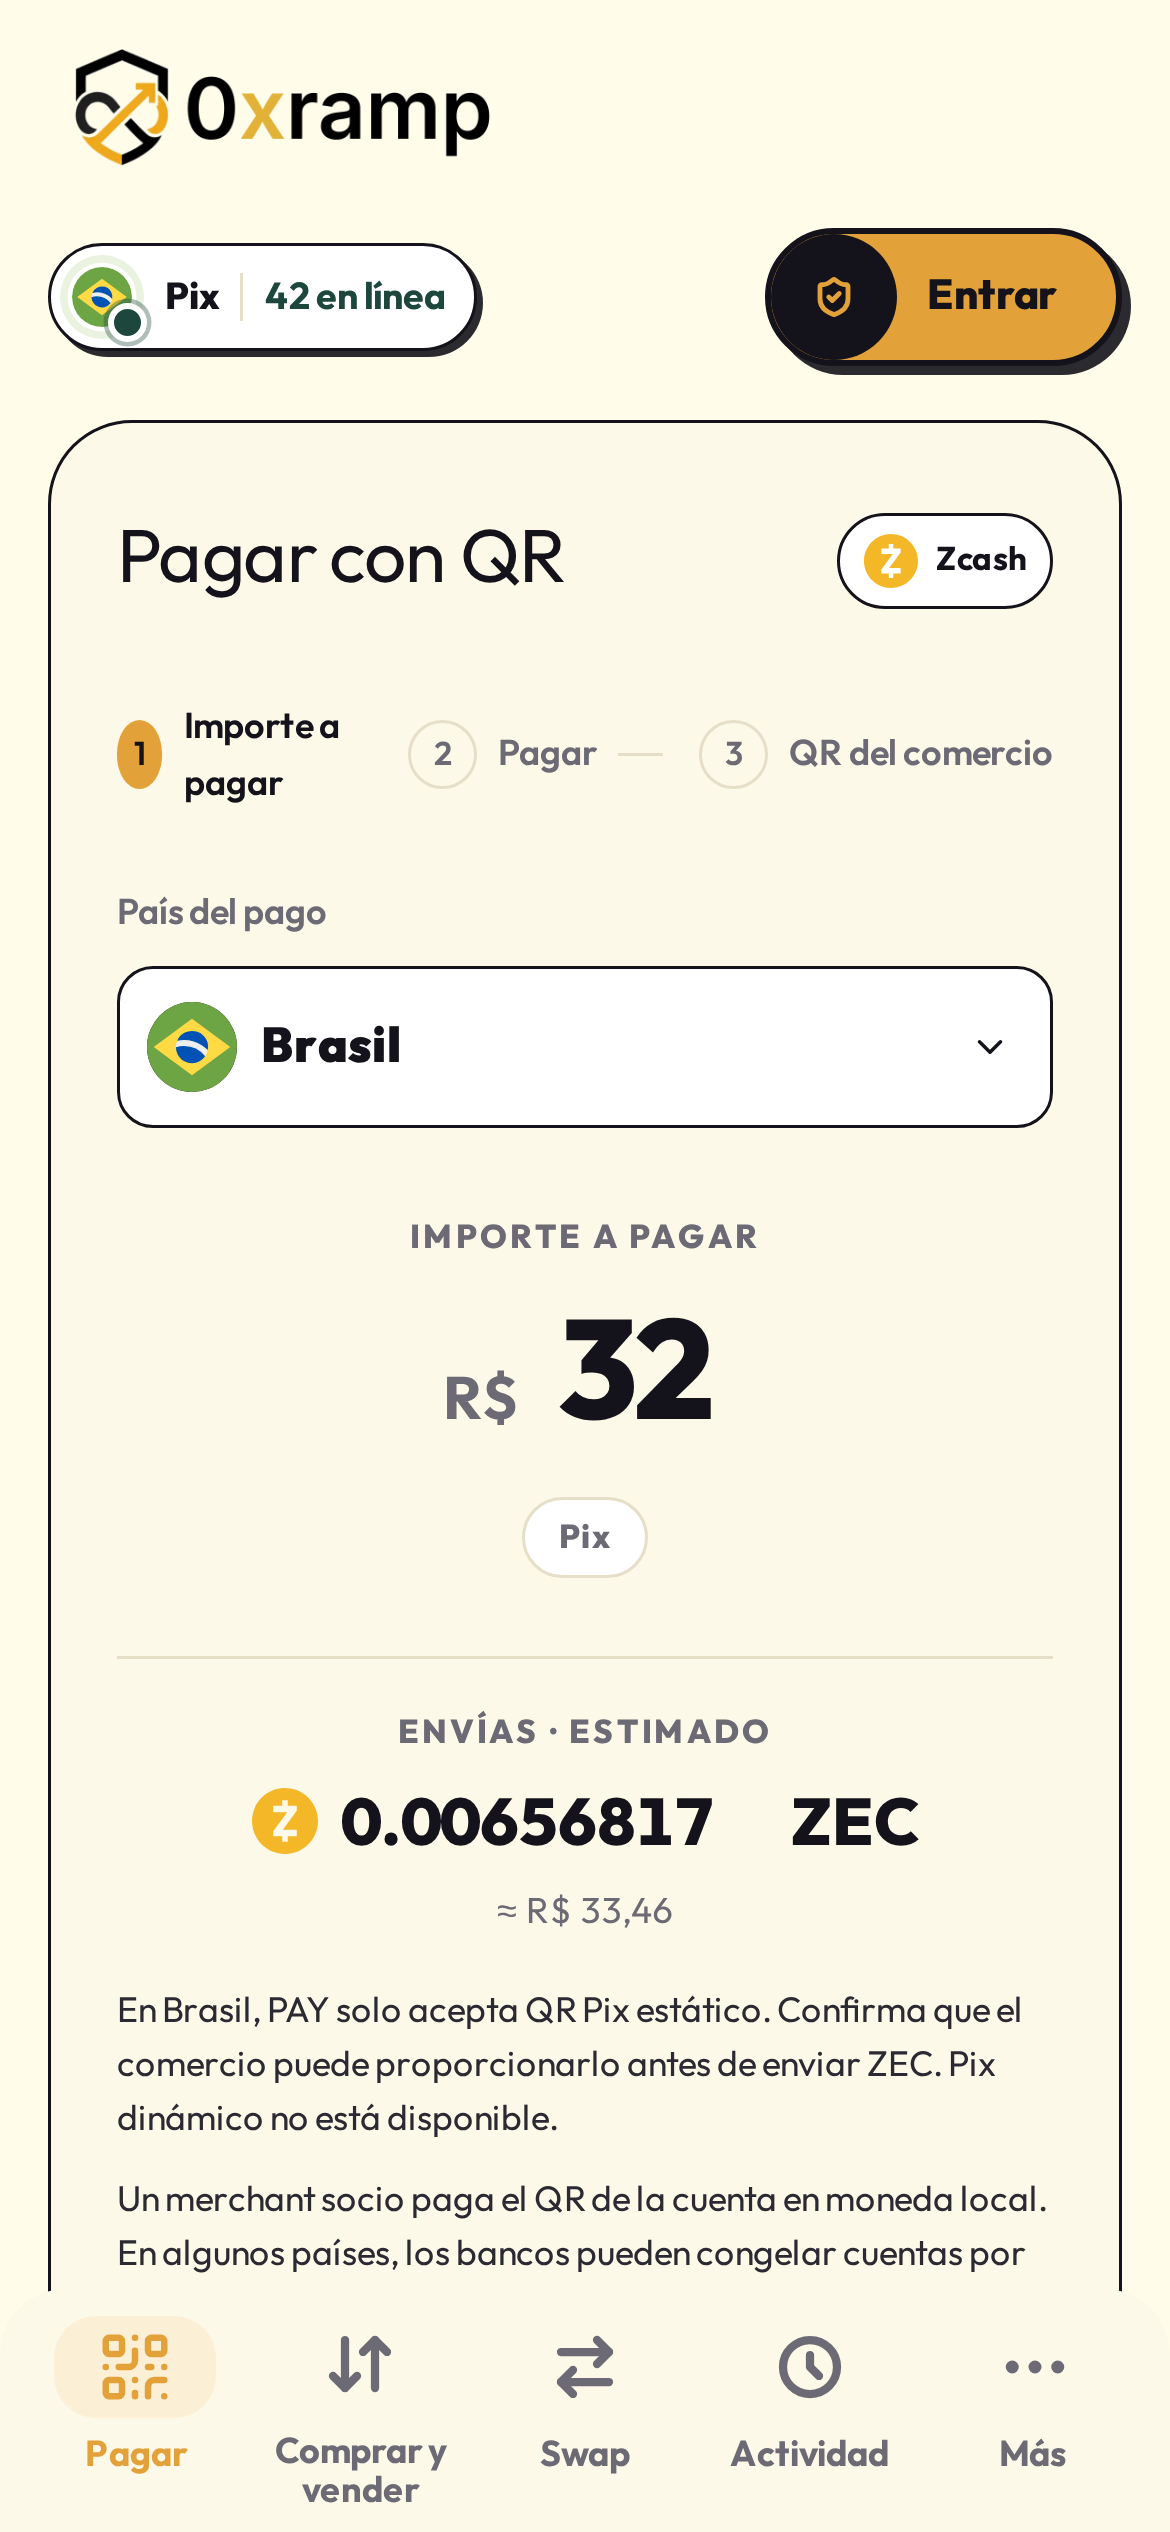 0xramp
Pix
42 en línea
Entrar
Pagar con QR
Zcash
1
Importe a
pagar
2
Pagar
3
QR del comercio
País del pago
Brasil
IMPORTE A PAGAR
R$ 32
Pix
ENVÍAS · ESTIMADO
0.00656817 ZEC
≈ R$ 33,46
En Brasil, PAY solo acepta QR Pix estático. Confirma que el
comercio puede proporcionarlo antes de enviar ZEC. Pix
dinámico no está disponible.
Un merchant socio paga el QR de la cuenta en moneda local.
En algunos países, los bancos pueden congelar cuentas por
Pagar
Comprar y
vender
Swap
Actividad
Más